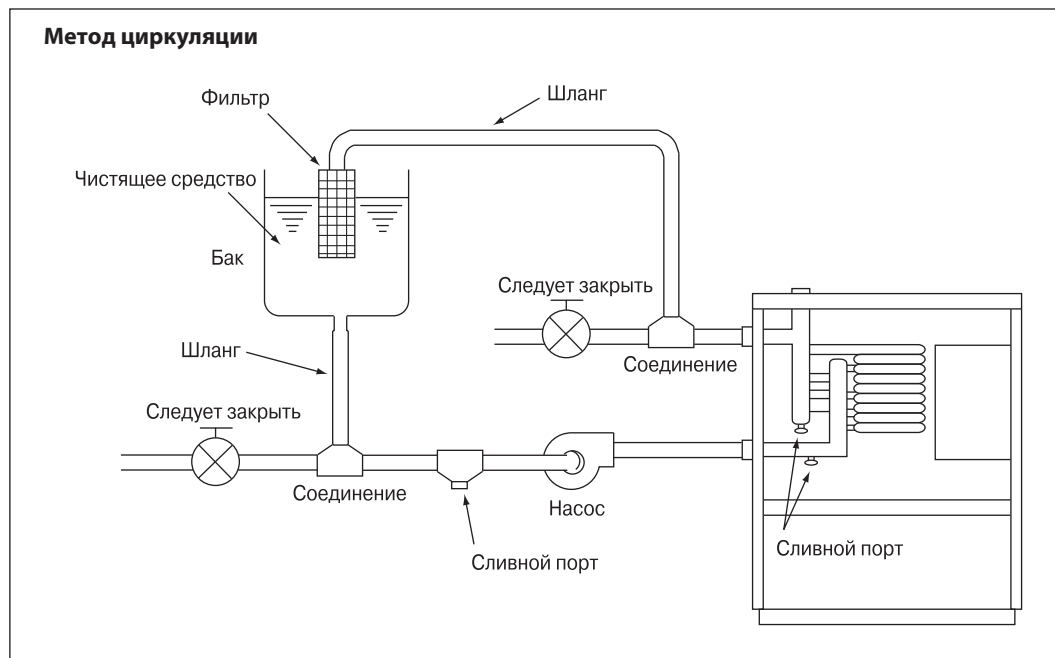 Метод циркуляции
Шланг
Фильтр
Чистящее средство
Бак
Следует закрыть
Шланг
Соединение
Следует закрыть
Соединение
Насос
Сливной порт
Сливной порт